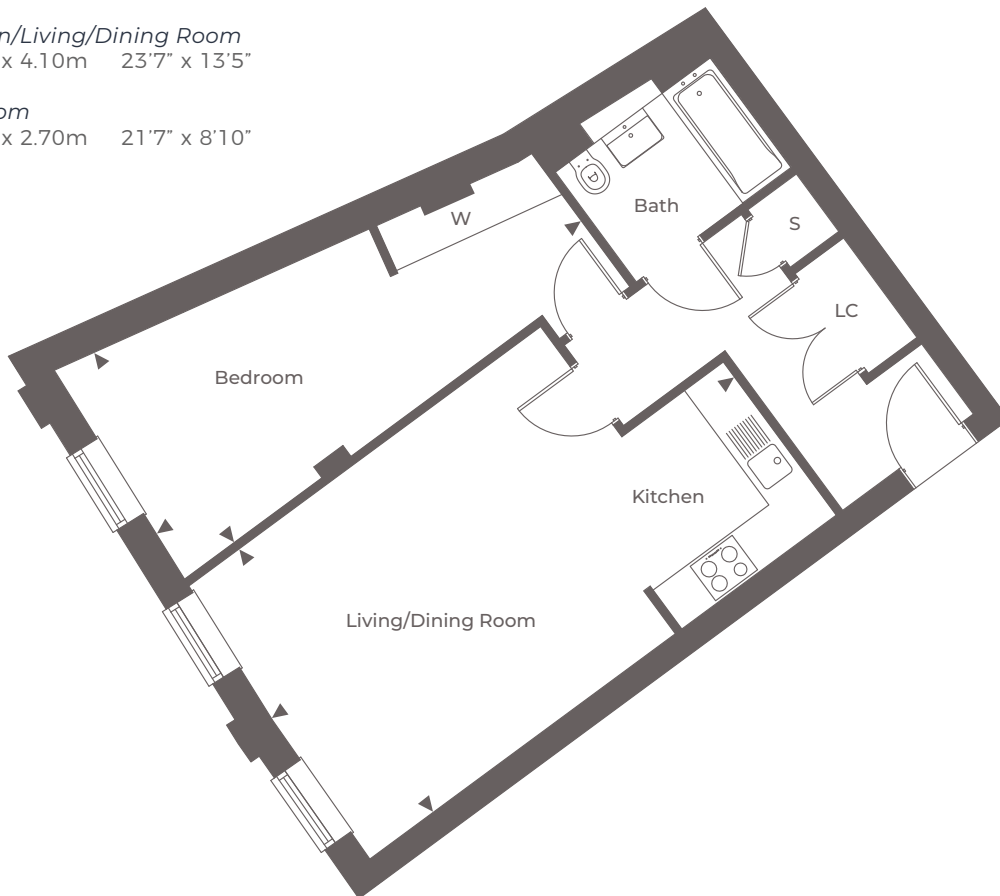 n/Living/Dining Room
x 4.10m 23’7” x 13’5”
om
x 2.70m 21’7” x 8’10”
W
Bath
S
LC
Bedroom
Kitchen
Living/Dining Room